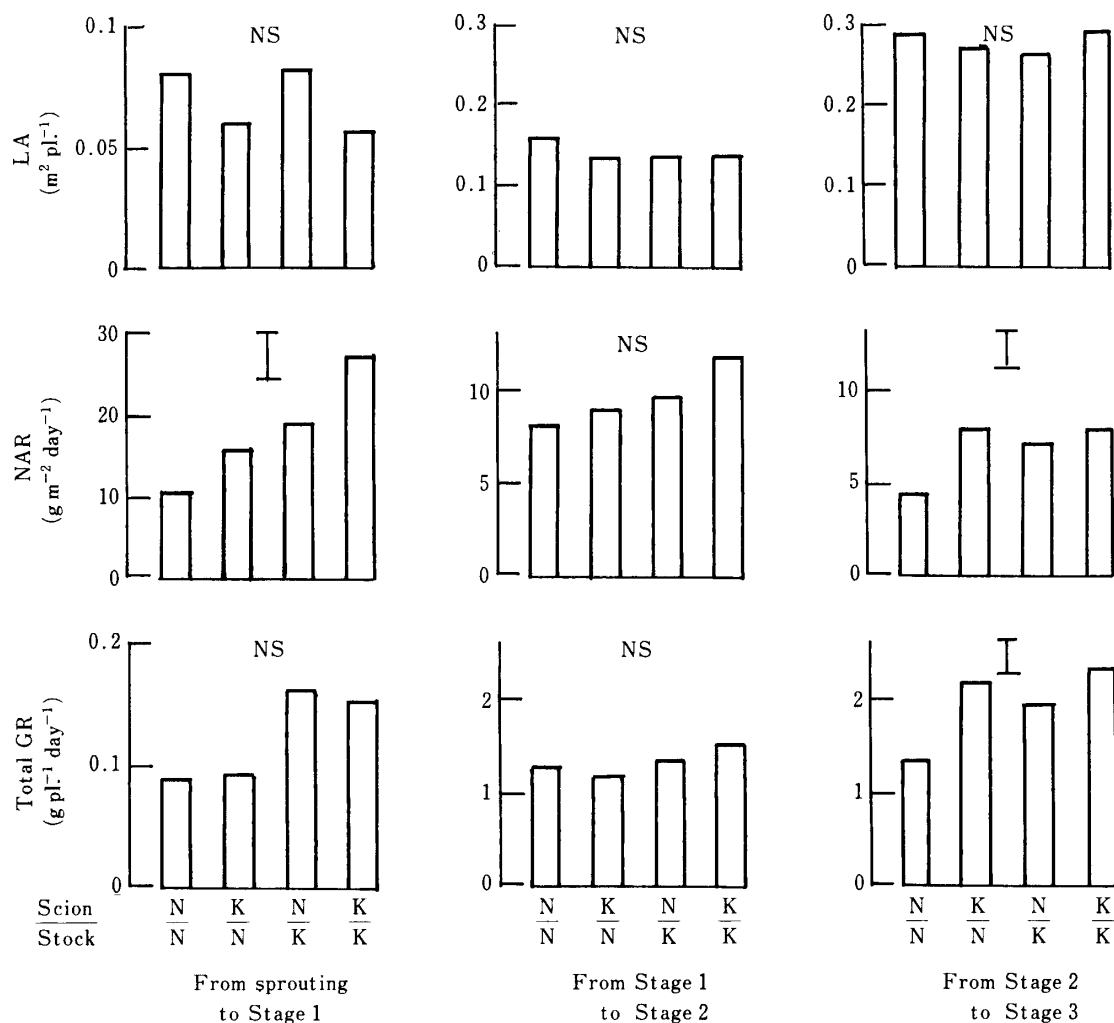 LA
(m² pl.⁻¹)
0.1
0.05
0
NS
0.3
0.2
0.1
0
NS
0.3
0.2
0.1
0
NS
NAR
(g m⁻² day⁻¹)
30
20
10
0
10
5
0
NS
10
5
0
Total GR
(g pl.⁻¹ day⁻¹)
0.2
0.1
0
NS
2
1
0
NS
2
1
0
Scion N K N K N K N K N K N K
Stock N N K K N N K K N N K K
From sprouting
to Stage 1
From Stage 1
to Stage 2
From Stage 2
to Stage 3